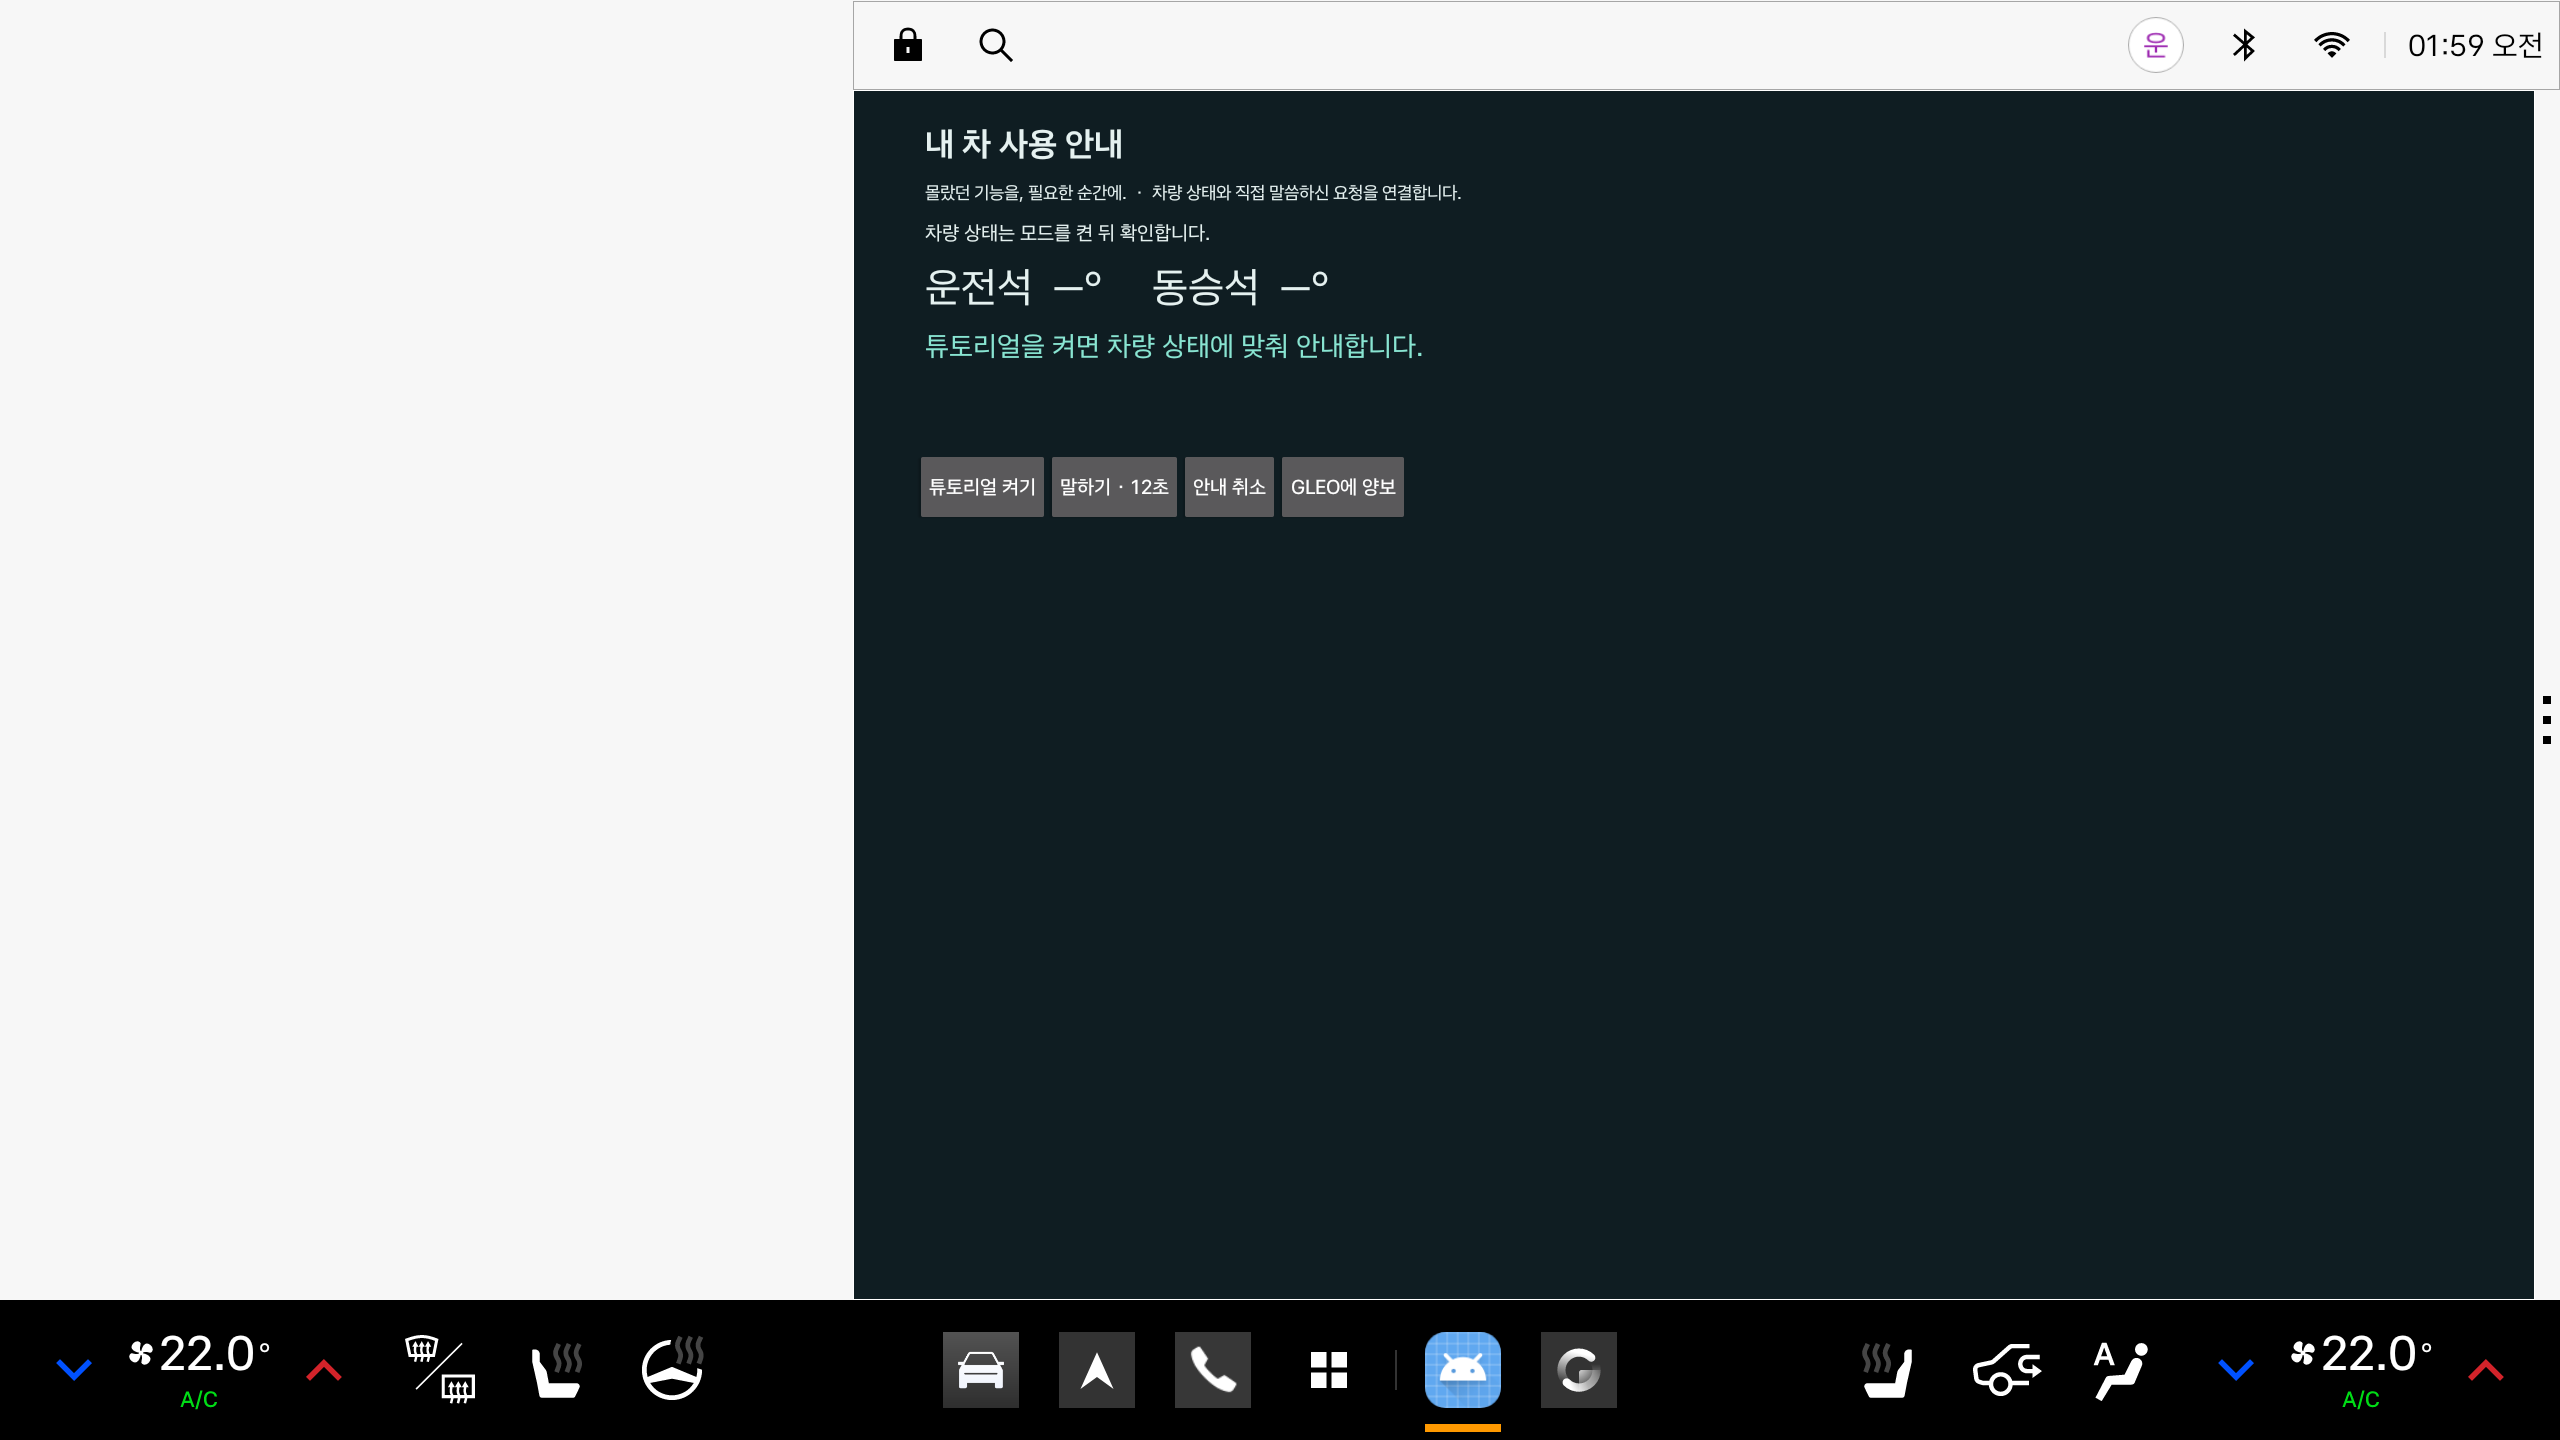 운
01:59 오전
내 차 사용 안내
몰랐던 기능을, 필요한 순간에. · 차량 상태와 직접 말씀하신 요청을 연결합니다.
차량 상태는 모드를 켠 뒤 확인합니다.
운전석 —° 동승석 —°
튜토리얼을 켜면 차량 상태에 맞춰 안내합니다.
튜토리얼 켜기 말하기 · 12초 안내 취소 GLEO에 양보
22.0° A 22.0°
A/C A/C